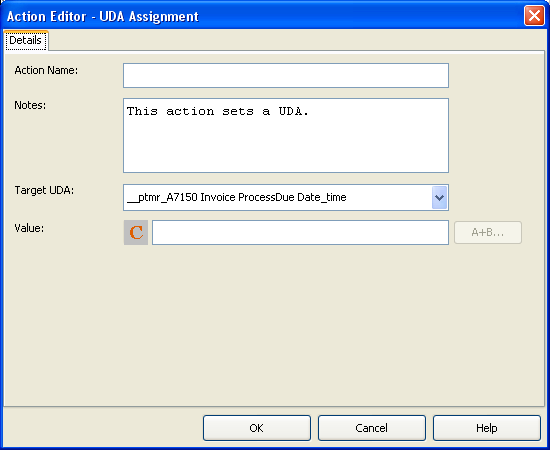 Action Editor - UDA Assignment
Details
Action Name:
Notes:
This action sets a UDA.
Target UDA:
__ptmr_A7150 Invoice ProcessDue Date_time
Value:
C
A+B...
OK
Cancel
Help